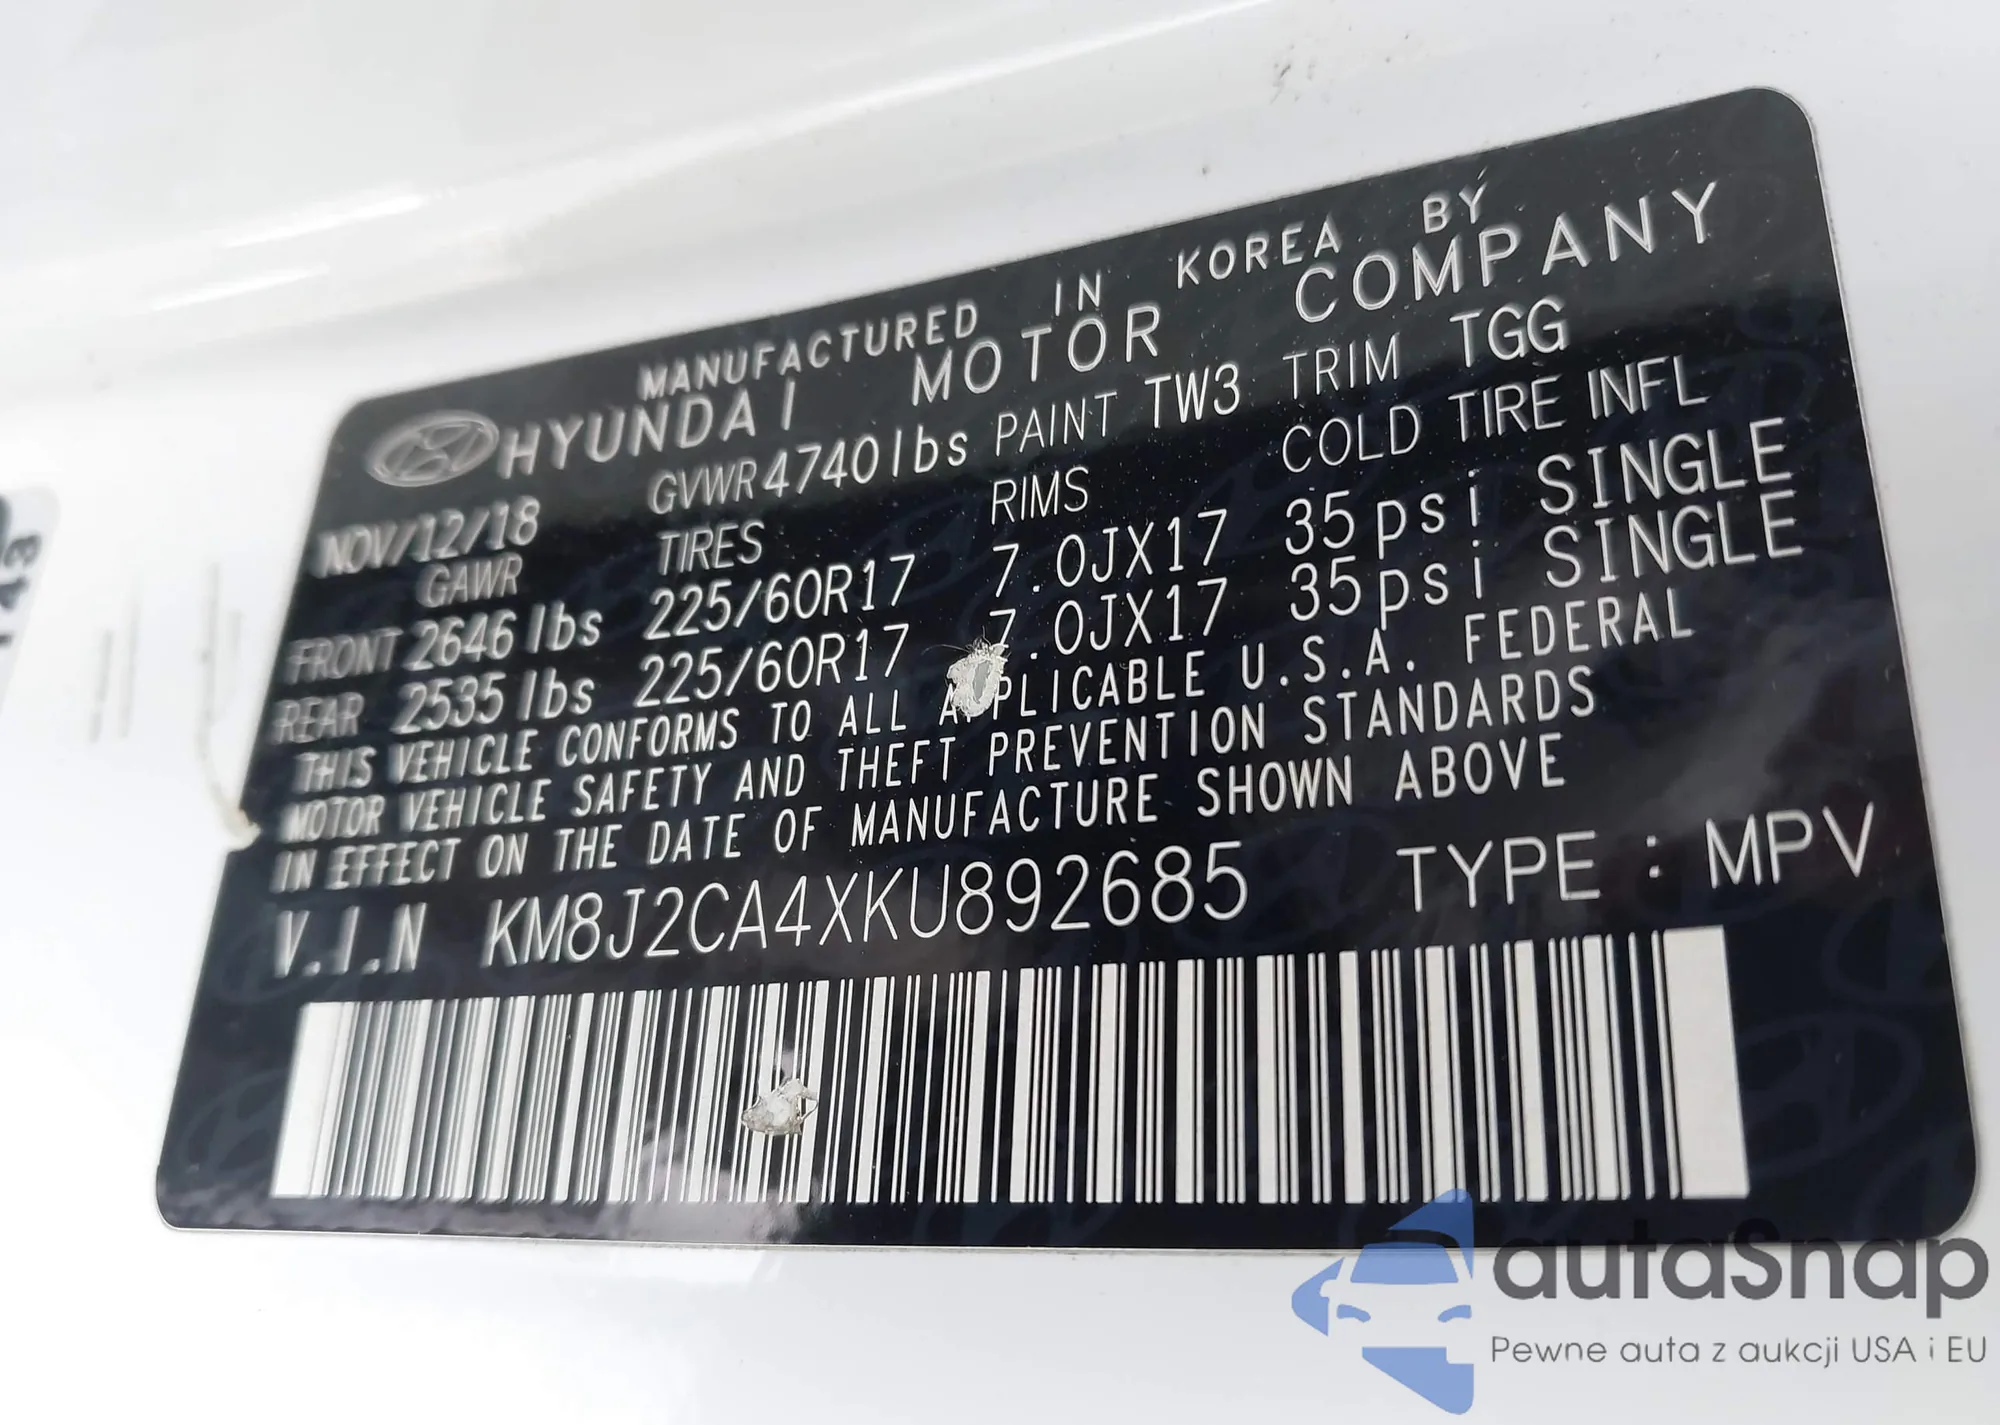 MANUFACTURED IN KOREA BY
HYUNDAI MOTOR COMPANY
NOV/12/18 GVWR 4740lbs PAINT TW3 TRIM TGG
GAWR TIRES RIMS COLD TIRE INFL
FRONT 2646 lbs 225/60R17 7.0JX17 35psi SINGLE
REAR 2535 lbs 225/60R17 7.0JX17 35psi SINGLE
THIS VEHICLE CONFORMS TO ALL APPLICABLE U.S.A. FEDERAL
MOTOR VEHICLE SAFETY AND THEFT PREVENTION STANDARDS
IN EFFECT ON THE DATE OF MANUFACTURE SHOWN ABOVE
V.I.N KM8J2CA4XKU892685 TYPE : MPV
autaSnap
Pewne auta z aukcji USA i EU